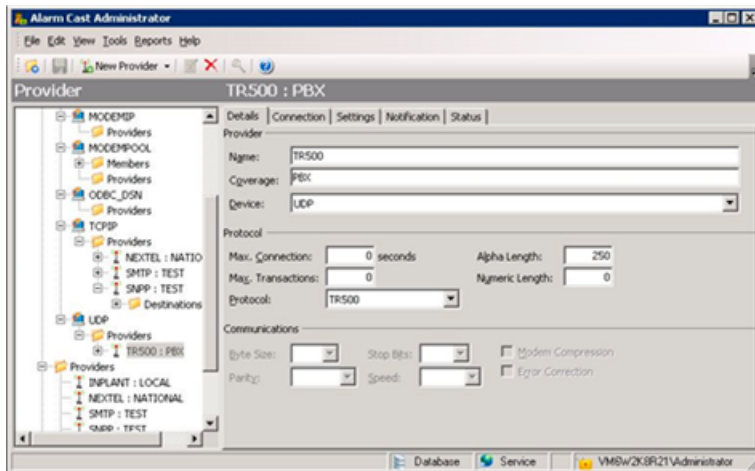 Alarm Cast Administrator
File Edit View Tools Reports Help
New Provider
Provider
TR500 : PBX
MODEMIP
Providers
MODEMPOOL
Members
Providers
ODBC_DSN
Providers
TCPIP
Providers
NEXTEL : NATIO
SMTP : TEST
SNPP : TEST
Destinations
UDP
Providers
TR500 : PBX
Providers
INPLANT : LOCAL
NEXTEL : NATIONAL
SMTP : TEST
SNPP : TEST
Details Connection Settings Notification Status
Provider
Name: TR500
Coverage: PBX
Device: UDP
Protocol
Max. Connection: 0 seconds Alpha Length: 250
Max. Transactions: 0 Numeric Length: 0
Protocol: TR500
Communications
Byte Size: Stop Bits: Modem Compression
Parity: Speed: Error Correction
Database Service VM6W2K8R21\Administrator